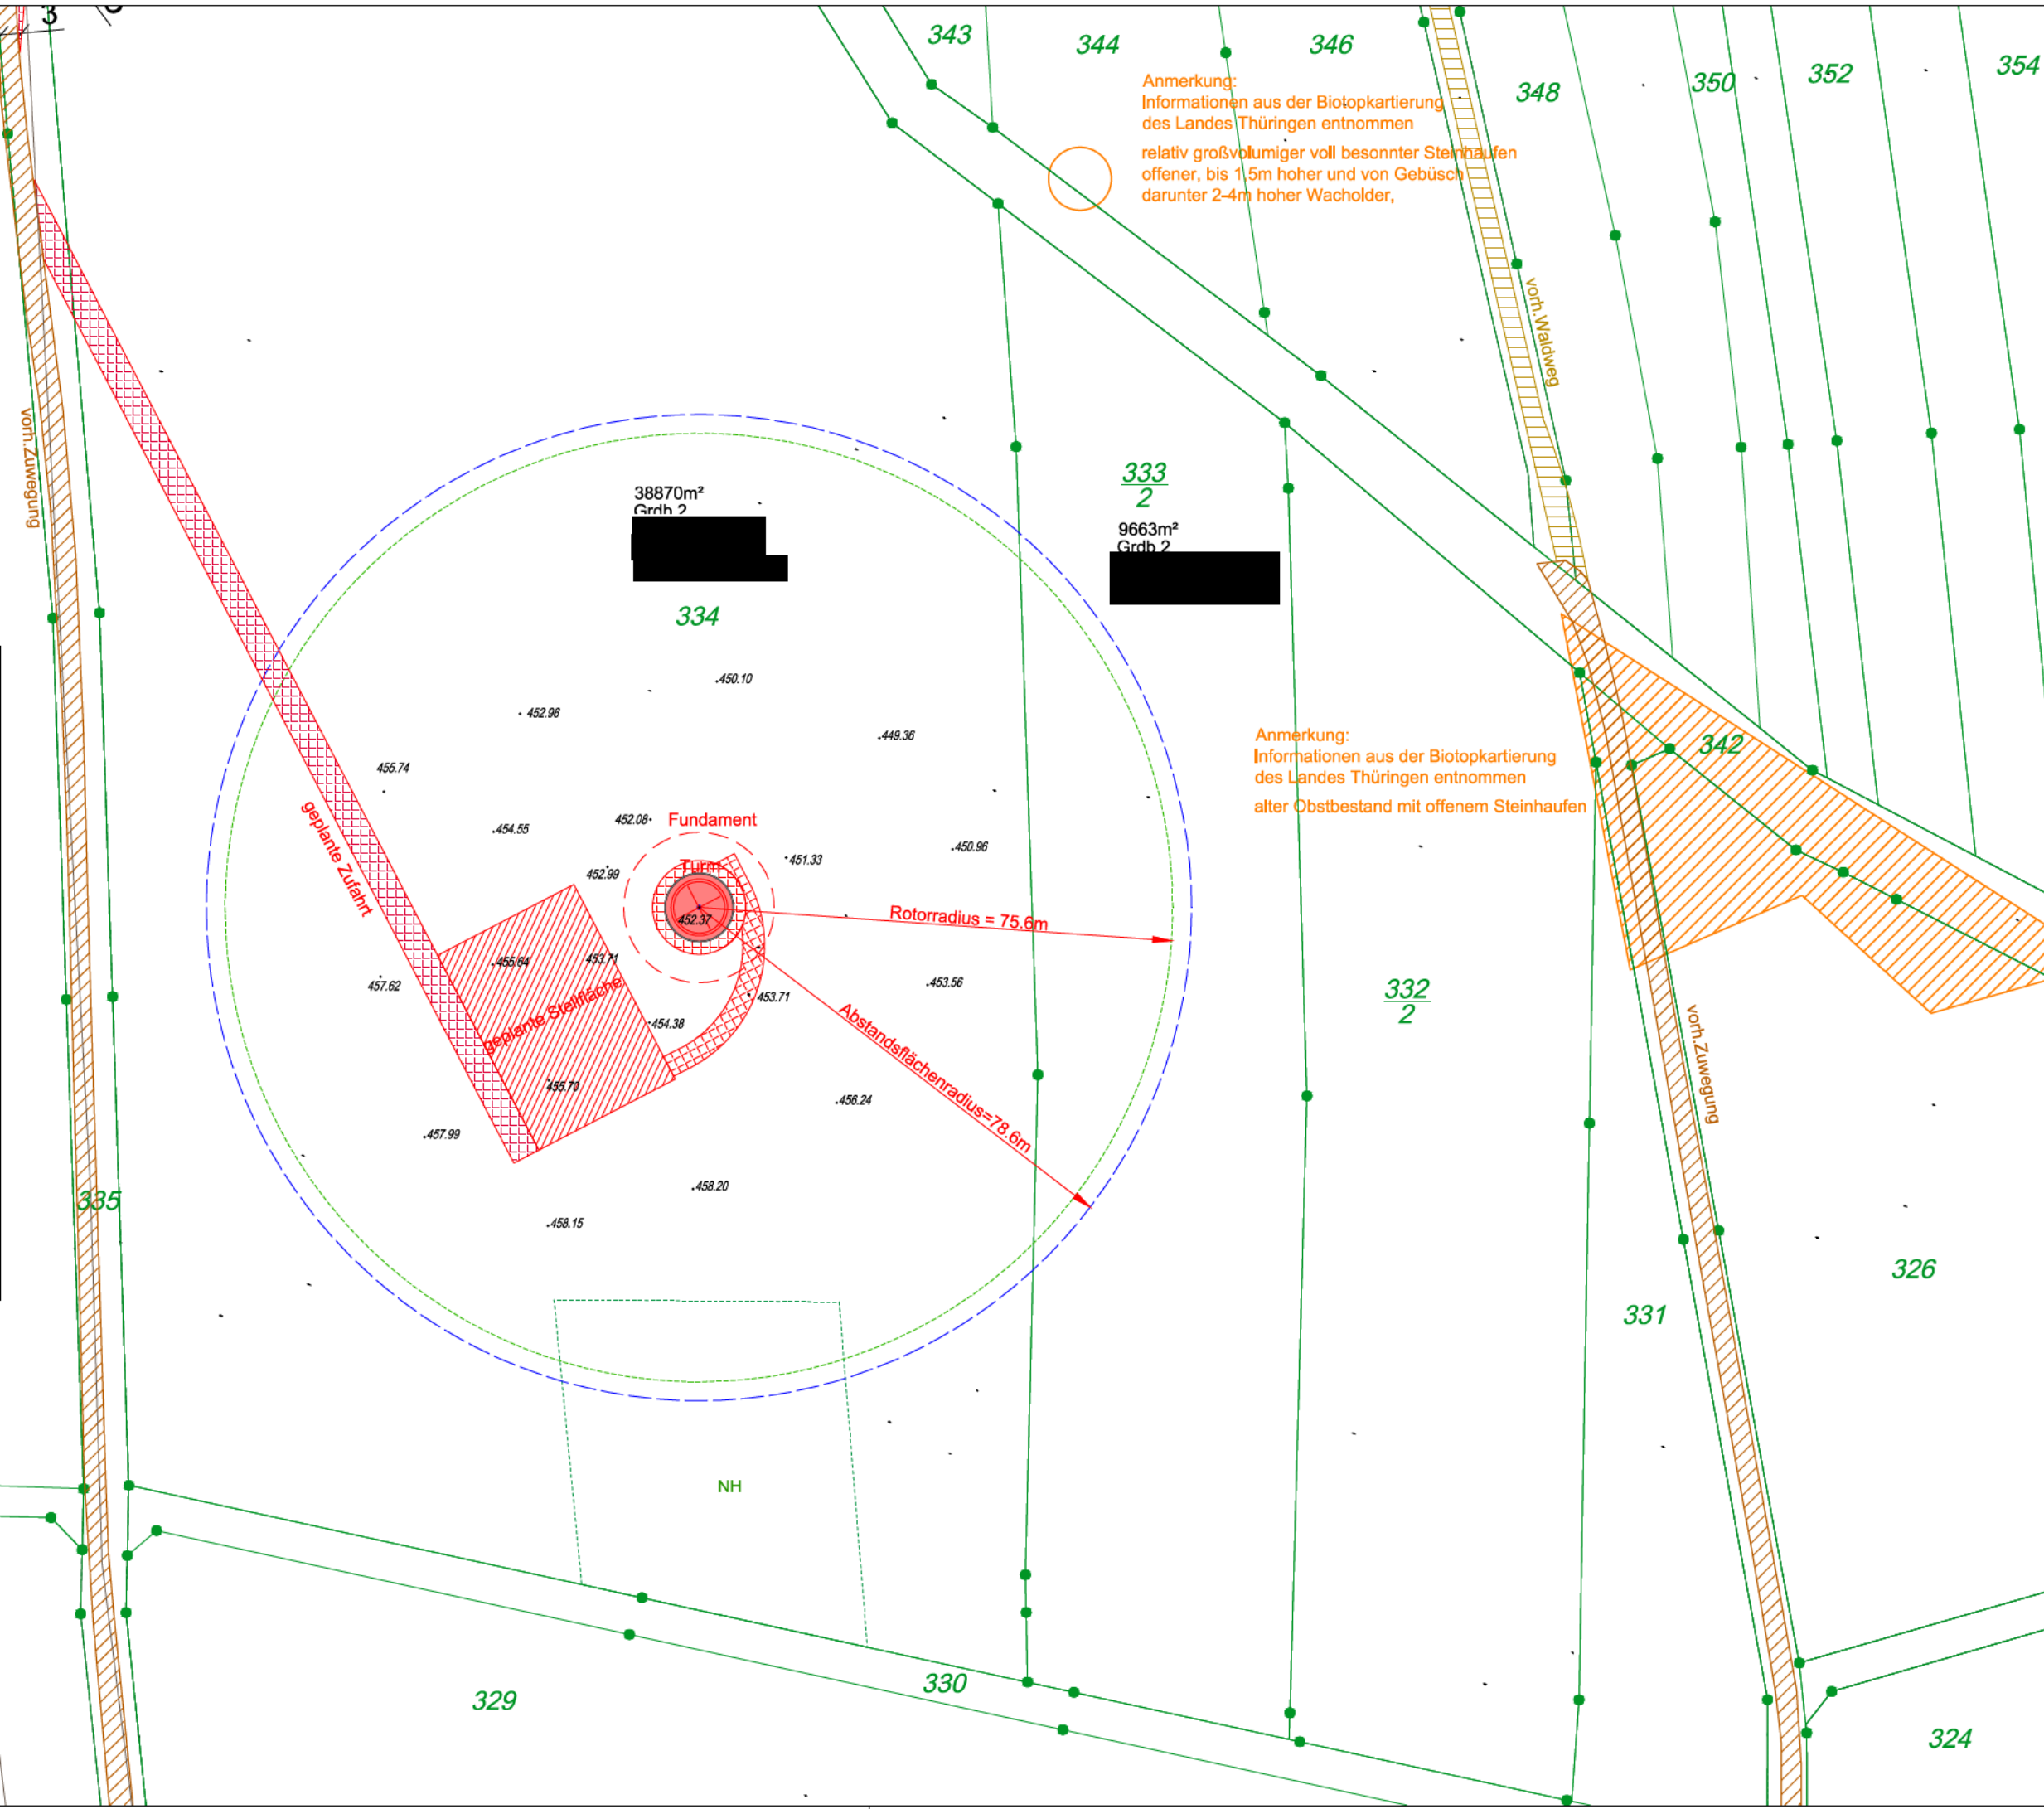 3
343
344
346
348
350
352
354
Anmerkung:
Informationen aus der Biotopkartierung
des Landes Thüringen entnommen
relativ großvolumiger voll besonnter Steinhaufen
offener, bis 1,5m hoher und von Gebüsch
darunter 2-4m hoher Wacholder,
vorh.Waldweg
vorh.Zuwegung
38870m²
Grdb 2
333
2
9663m²
Grdb 2
334
.450.10
. 452.96
.449.36
455.74
Anmerkung:
Informationen aus der Biotopkartierung
des Landes Thüringen entnommen
alter Obstbestand mit offenem Steinhaufen
342
geplante Zufahrt
.454.55
452.08.
Fundament
Turm
.451.33
.450.96
452.99
452.37
Rotorradius = 75.6m
.455.64
453.71
457.62
geplante Stellfläche
.453.71
.453.56
332
2
.454.38
Abstandsflächenradius=78.6m
vorh.Zuwegung
455.70
.456.24
.457.99
.458.20
335
.458.15
326
331
NH
330
329
324